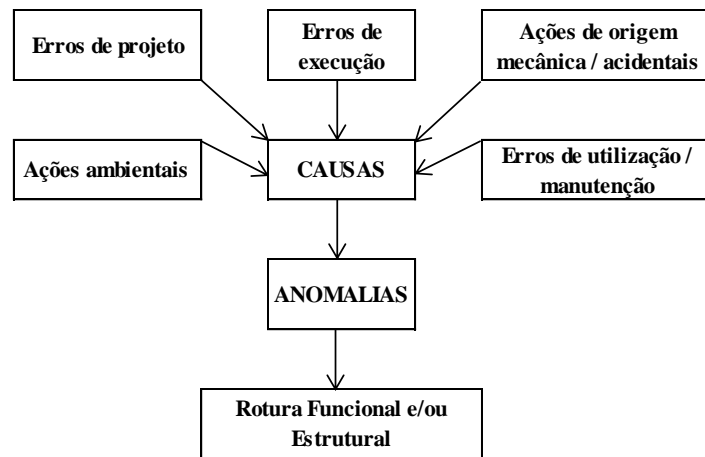 Erros de projeto
Erros de
execução
Ações de origem
mecânica / acidentais
Ações ambientais
CAUSAS
Erros de utilização /
manutenção
ANOMALIAS
Rotura Funcional e/ou
Estrutural